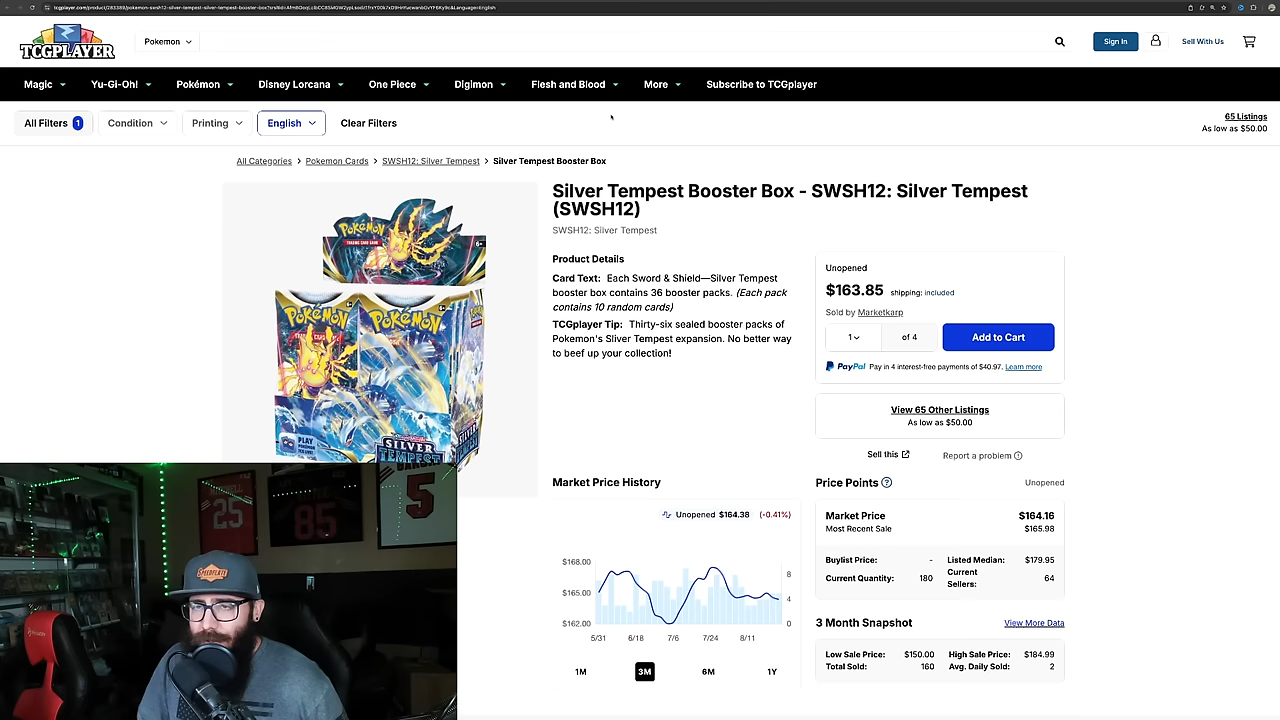 TCGPLAYER
Pokemon
Sign In
Sell With Us
Magic
Yu-Gi-Oh!
Pokémon
Disney Lorcana
One Piece
Digimon
Flesh and Blood
More
Subscribe to TCGplayer
All Filters 1
Condition
Printing
English
Clear Filters
65 Listings
As low as $50.00
All Categories > Pokemon Cards > SWSH12: Silver Tempest > Silver Tempest Booster Box
Silver Tempest Booster Box - SWSH12: Silver Tempest
(SWSH12)
SWSH12: Silver Tempest
Product Details
Card Text: Each Sword & Shield—Silver Tempest
booster box contains 36 booster packs. (Each pack
contains 10 random cards)
TCGplayer Tip: Thirty-six sealed booster packs of
Pokemon's Sliver Tempest expansion. No better way
to beef up your collection!
Unopened
$163.85 shipping: included
Sold by Marketkarp
1 of 4
Add to Cart
PayPal Pay in 4 interest-free payments of $40.97. Learn more
View 65 Other Listings
As low as $50.00
Sell this
Report a problem
POKéMON
POKéMON
POKéMON
SILVER
TEMPEST
Market Price History
Unopened $164.38 (-0.41%)
$168.00
$165.00
$162.00
8
4
0
5/31 6/18 7/6 7/24 8/11
1M 3M 6M 1Y
Price Points
Unopened
Market Price $164.16
Most Recent Sale $165.98
Buylist Price: -
Current Quantity: 180
Listed Median: $179.95
Current
Sellers: 64
3 Month Snapshot
View More Data
Low Sale Price: $150.00
Total Sold: 160
High Sale Price: $184.99
Avg. Daily Sold: 2
25
85
5
SPEEDFLATE